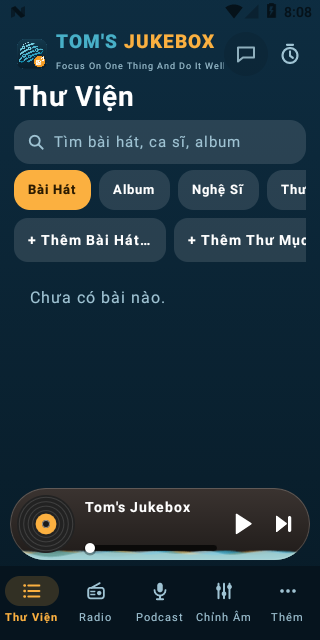 8:08
TOM'S JUKEBOX
Focus On One Thing And Do It Well
Thư Viện
Tìm bài hát, ca sĩ, album
Bài Hát Album Nghệ Sĩ Thư
+ Thêm Bài Hát... + Thêm Thư Mục
Chưa có bài nào.
Tom's Jukebox
Thư Viện Radio Podcast Chỉnh Âm Thêm